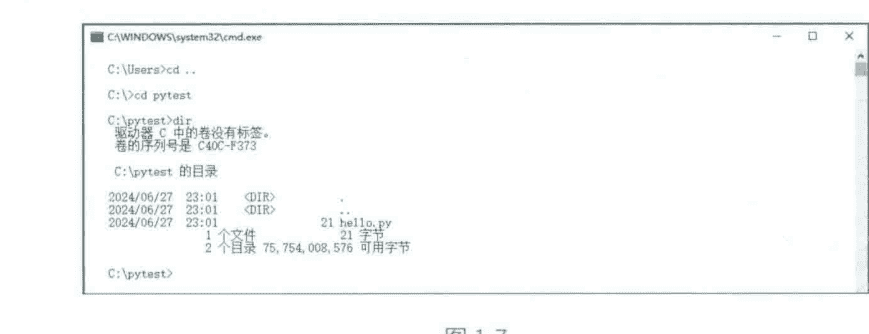 C:\WINDOWS\system32\cmd.exe
C:\Users>cd ..
C:\>cd pytest
C:\pytest>dir
驱动器 C 中的卷没有标签。
卷的序列号是 C40C-F373
C:\pytest 的目录
2024/06/27 23:01 <DIR> .
2024/06/27 23:01 <DIR> ..
2024/06/27 23:01 21 hello.py
1 个文件 21 字节
2 个目录 75,754,008,576 可用字节
C:\pytest>